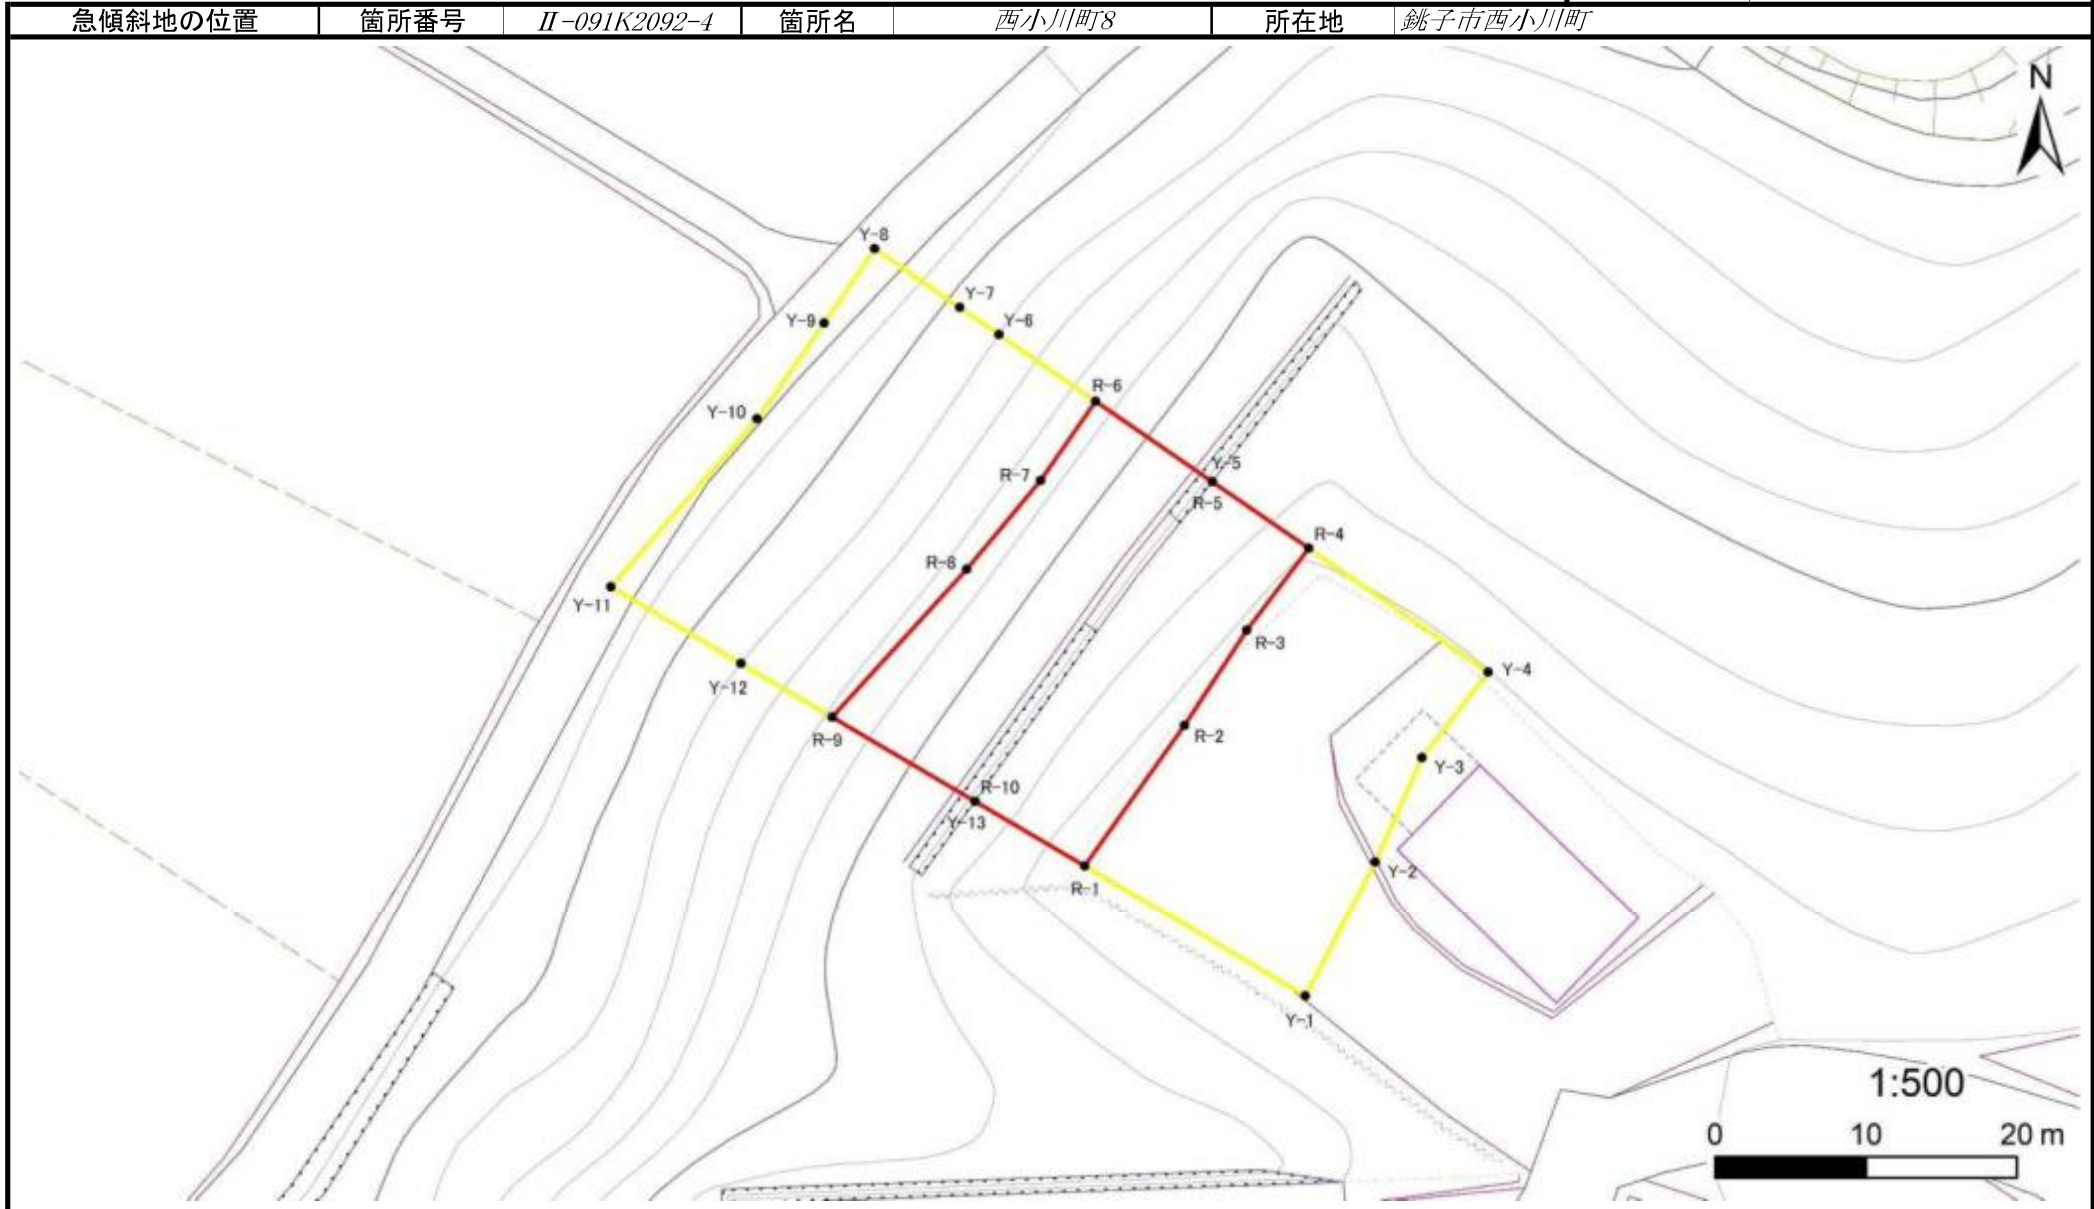 急傾斜地の位置 箇所番号 Ⅱ-091K2092-4 箇所名 西小川町8 所在地 銚子市西小川町
N
Y-8
Y-7
Y-9
Y-6
R-6
Y-10
Y-5
R-7
R-5
R-4
R-8
Y-11
R-3
Y-4
Y-12
R-2
R-9
Y-3
R-10
Y-13
Y-2
R-1
Y-1
1:500
0 10 20 m